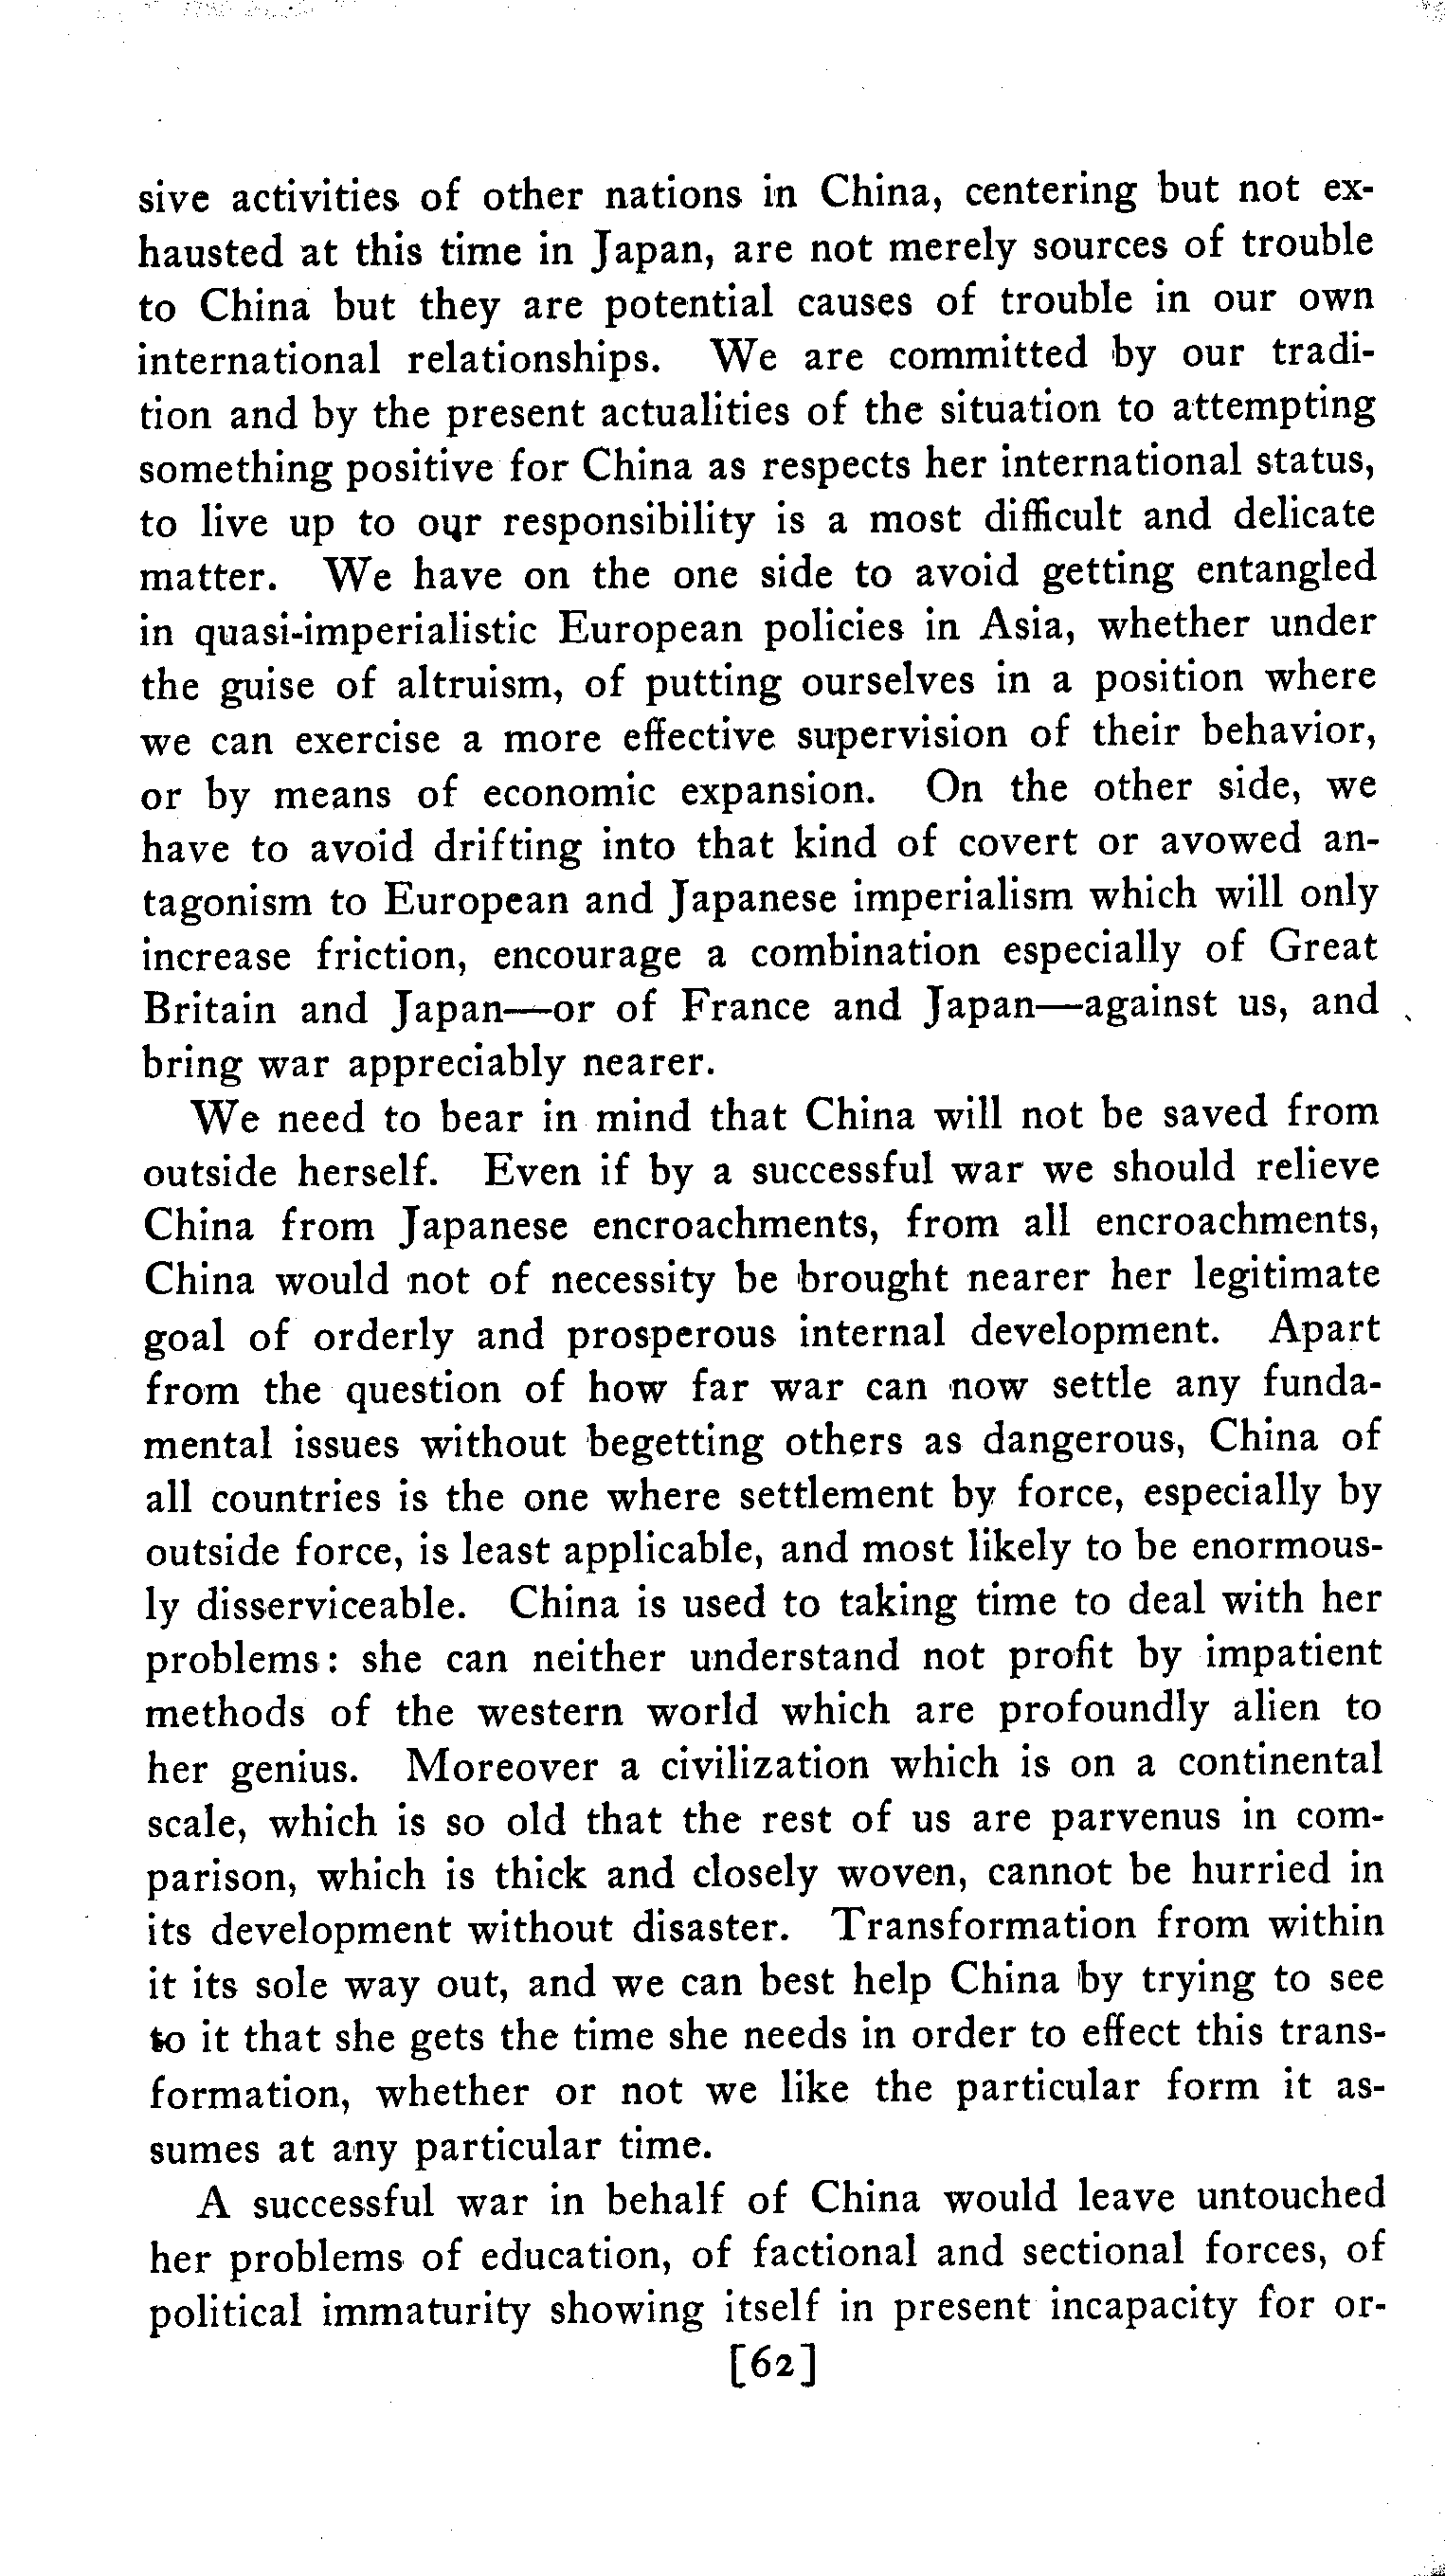 sive activities of other nations in China, centering but not ex-
hausted at this time in Japan, are not merely sources of trouble
to China but they are potential causes of trouble in our own
international relationships. We are committed by our tradi-
tion and by the present actualities of the situation to attempting
something positive for China as respects her international status,
to live up to our responsibility is a most difficult and delicate
matter. We have on the one side to avoid getting entangled
in quasi-imperialistic European policies in Asia, whether under
the guise of altruism, of putting ourselves in a position where
we can exercise a more effective supervision of their behavior,
or by means of economic expansion. On the other side, we
have to avoid drifting into that kind of covert or avowed an-
tagonism to European and Japanese imperialism which will only
increase friction, encourage a combination especially of Great
Britain and Japan—or of France and Japan—against us, and
bring war appreciably nearer.
We need to bear in mind that China will not be saved from
outside herself. Even if by a successful war we should relieve
China from Japanese encroachments, from all encroachments,
China would not of necessity be brought nearer her legitimate
goal of orderly and prosperous internal development. Apart
from the question of how far war can now settle any funda-
mental issues without begetting others as dangerous, China of
all countries is the one where settlement by force, especially by
outside force, is least applicable, and most likely to be enormous-
ly disserviceable. China is used to taking time to deal with her
problems: she can neither understand not profit by impatient
methods of the western world which are profoundly alien to
her genius. Moreover a civilization which is on a continental
scale, which is so old that the rest of us are parvenus in com-
parison, which is thick and closely woven, cannot be hurried in
its development without disaster. Transformation from within
it its sole way out, and we can best help China by trying to see
to it that she gets the time she needs in order to effect this trans-
formation, whether or not we like the particular form it as-
sumes at any particular time.
A successful war in behalf of China would leave untouched
her problems of education, of factional and sectional forces, of
political immaturity showing itself in present incapacity for or-
[62]